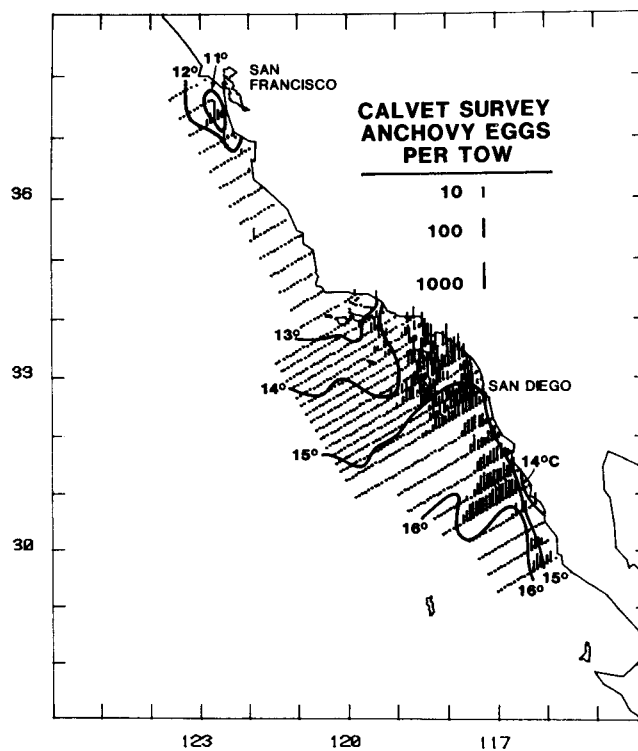 12° 11° SAN
FRANCISCO
CALVET SURVEY
ANCHOVY EGGS
PER TOW
10
100
1000
36
13°
33
14°
SAN DIEGO
15°
14°C
16°
30
16° 15°
123 120 117